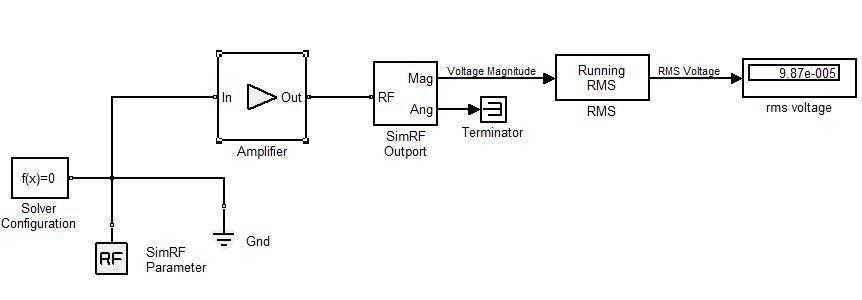 In
Out
Amplifier
RF
Mag
Ang
SimRF
Outport
Voltage Magnitude
Terminator
Running
RMS
RMS
RMS Voltage
9.87e-005
rms voltage
f(x)=0
Solver
Configuration
RF
SimRF
Parameter
Gnd